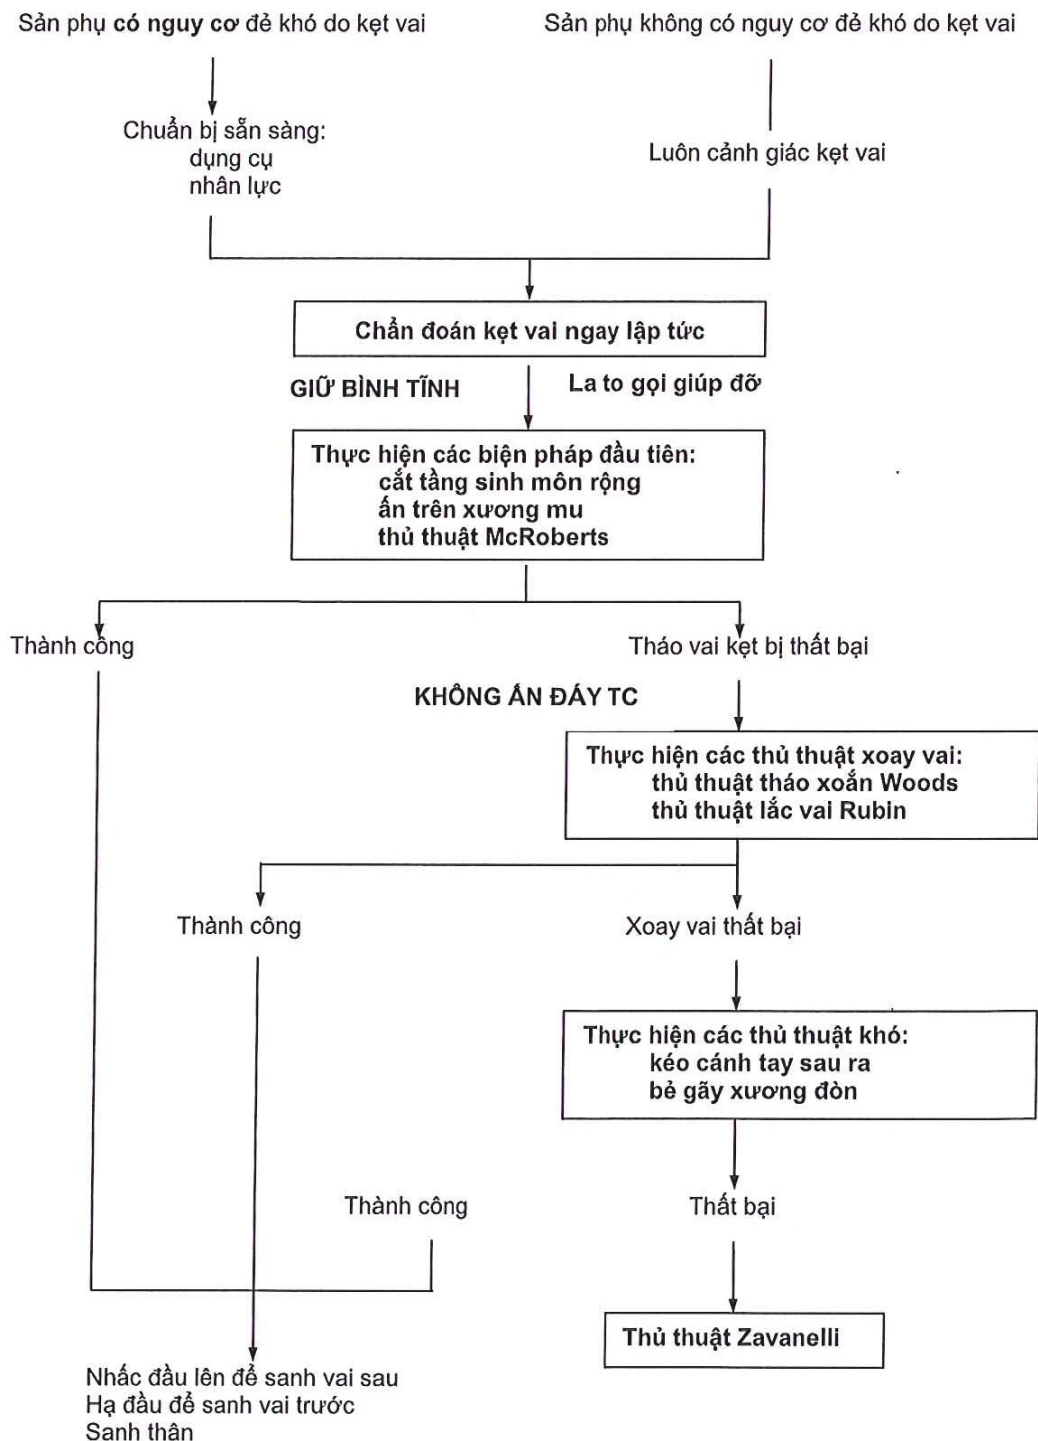 Sản phụ có nguy cơ đẻ khó do kẹt vai
Sản phụ không có nguy cơ đẻ khó do kẹt vai
Chuẩn bị sẵn sàng:
dụng cụ
nhân lực
Luôn cảnh giác kẹt vai
Chẩn đoán kẹt vai ngay lập tức
GIỮ BÌNH TĨNH
La to gọi giúp đỡ
Thực hiện các biện pháp đầu tiên:
cắt tầng sinh môn rộng
ấn trên xương mu
thủ thuật McRoberts
Thành công
Tháo vai kẹt bị thất bại
KHÔNG ẤN ĐÁY TC
Thực hiện các thủ thuật xoay vai:
thủ thuật tháo xoắn Woods
thủ thuật lắc vai Rubin
Thành công
Xoay vai thất bại
Thực hiện các thủ thuật khó:
kéo cánh tay sau ra
bẻ gãy xương đòn
Thành công
Thất bại
Thủ thuật Zavanelli
Nhấc đầu lên để sanh vai sau
Hạ đầu để sanh vai trước
Sanh thân